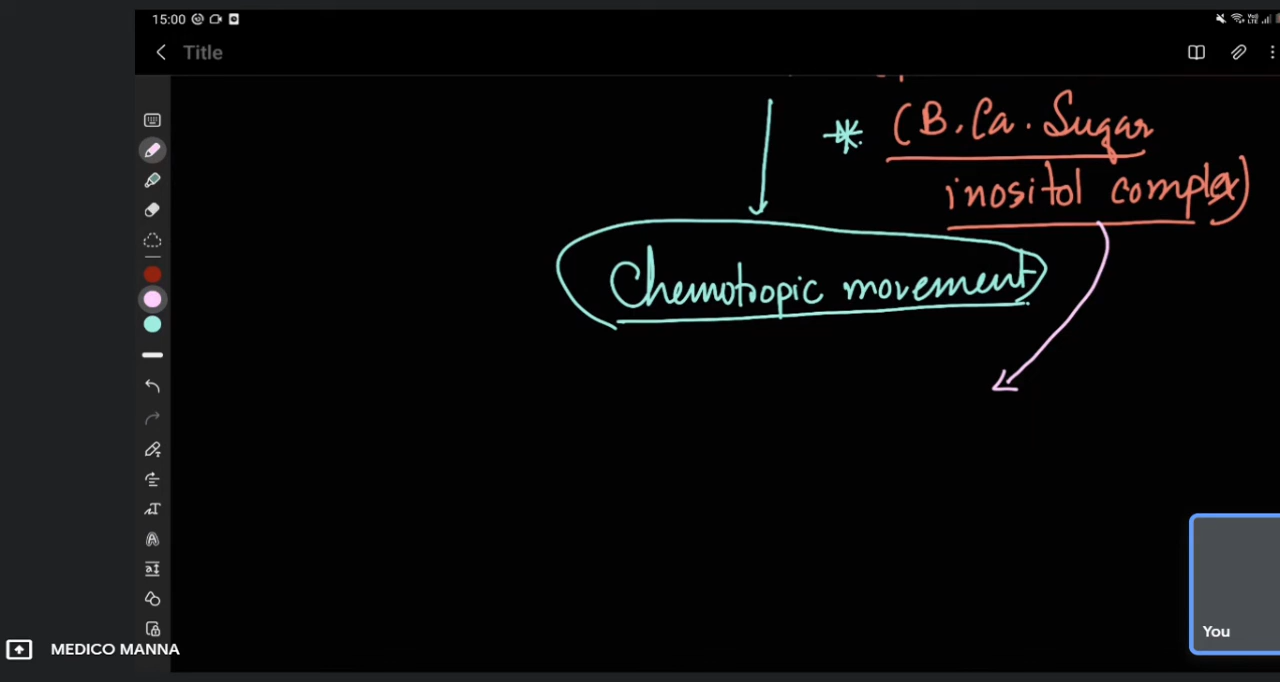 15:00
Title
* (B. Ca. Sugar
inositol complex)
Chemotropic movement
You
MEDICO MANNA